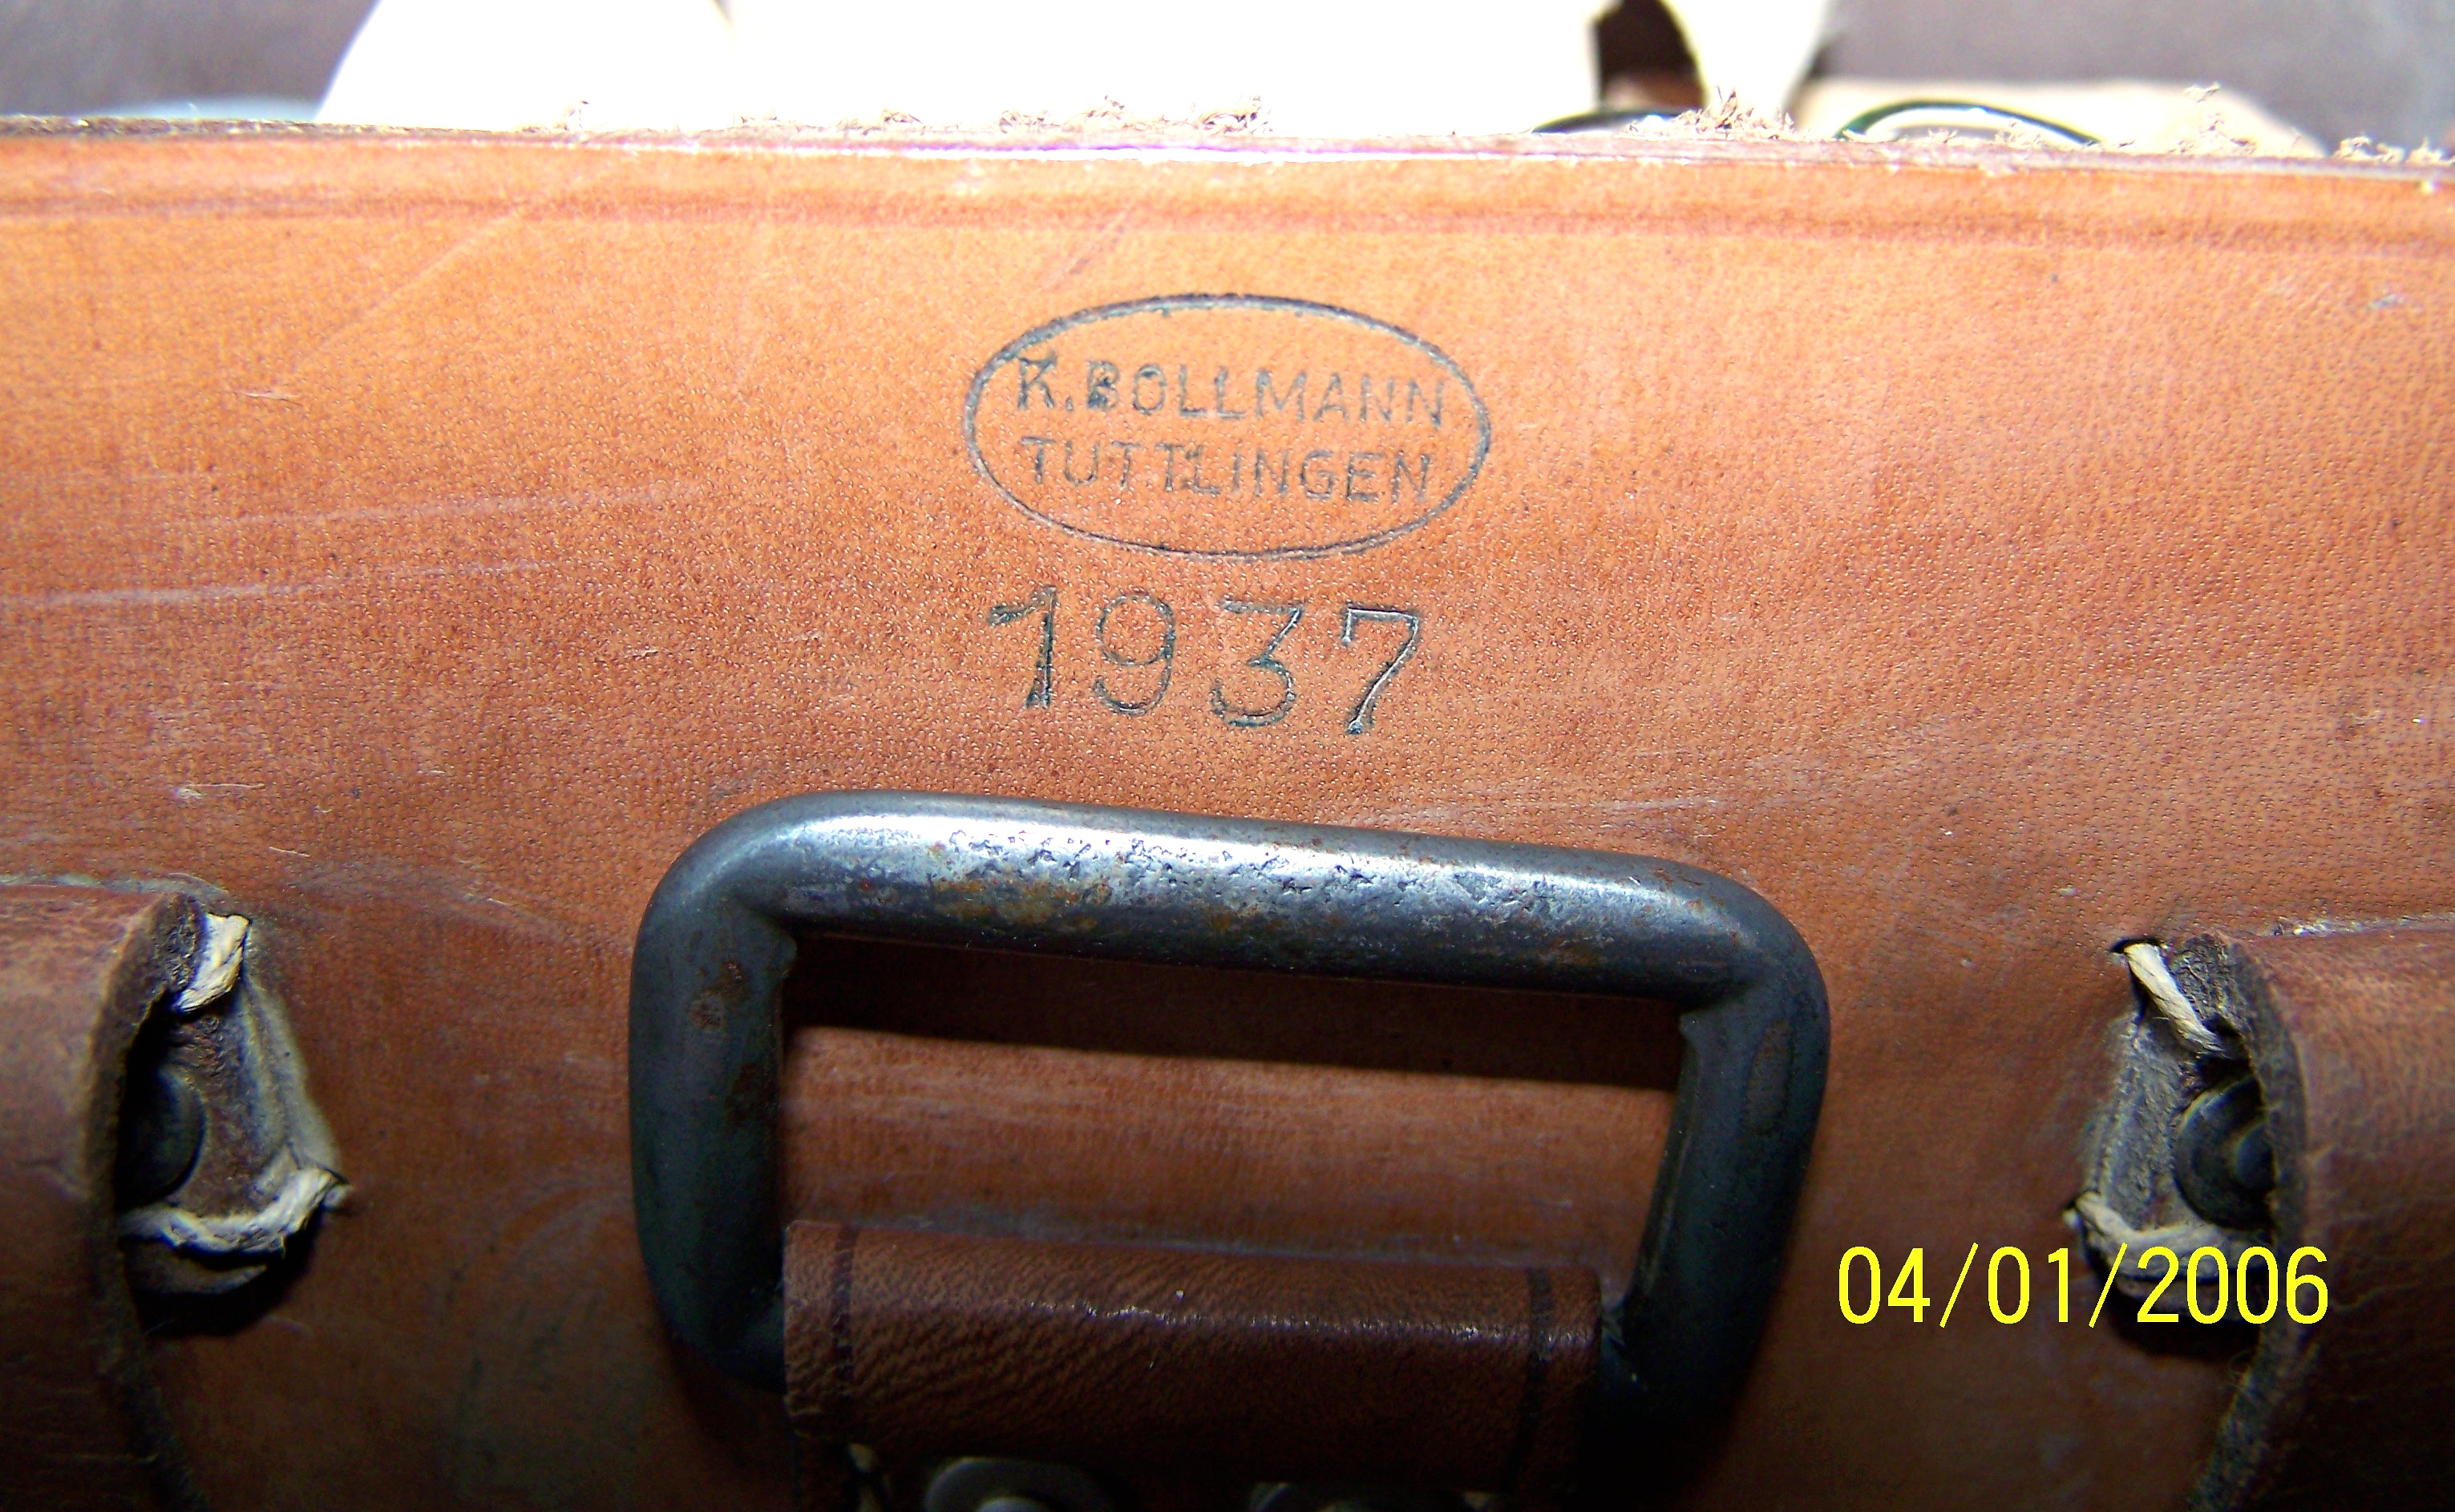 K.BOLLMANN
TUTTLINGEN
1937
04/01/2006